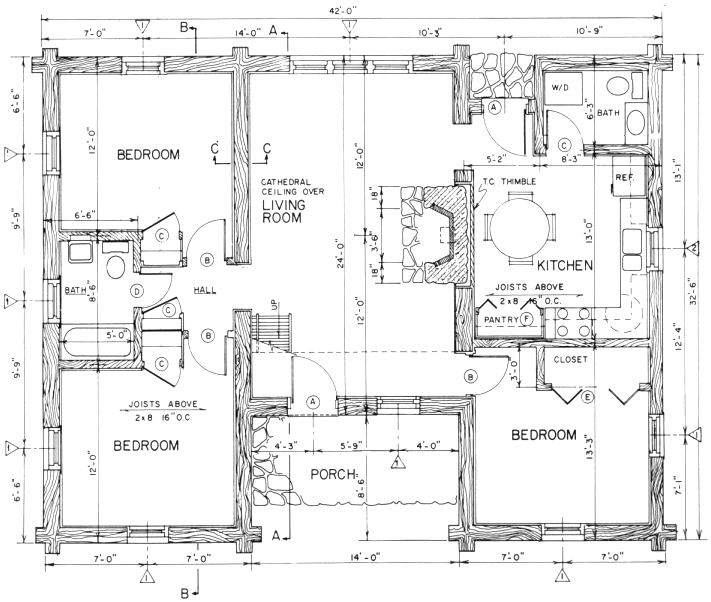 42'-0"
B
A
7'-0"
14'-0"
10'-3"
10'-9"
1
1
1
6'-6"
W/D
6'-3"
A
BATH
12'-0"
BEDROOM
C
C
C
12'-0"
5'-2"
8'-3"
13'-1"
CATHEDRAL
CEILING OVER
LIVING
ROOM
T.C. THIMBLE
REF.
18"
6'-6"
9'-9"
C
3'-6"
13'-0"
2
B
24'-0"
KITCHEN
32'-6"
18"
BATH
8'-6"
D
HALL
JOISTS ABOVE
2x8 16" O.C.
1
UP
12'-0"
C
PANTRY
F
5'-0"
B
12'-4"
9'-9"
C
B
3'-0"
CLOSET
A
E
JOISTS ABOVE
2x8 16" O.C.
BEDROOM
BEDROOM
4'-3"
5'-9"
4'-0"
13'-3"
1
1
12'-0"
3
PORCH
8'-6"
6'-6"
7'-1"
A
7'-0"
7'-0"
14'-0"
7'-0"
7'-0"
1
1
B